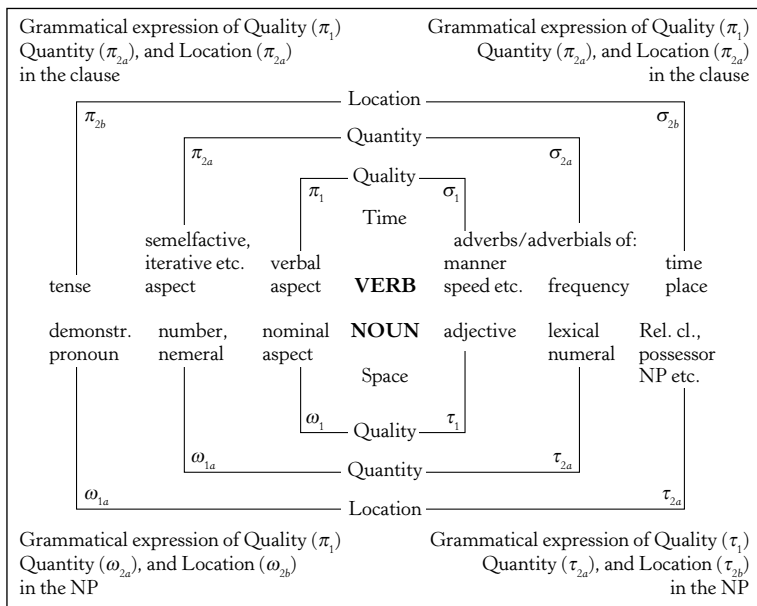 Grammatical expression of Quality (π₁) Grammatical expression of Quality (π₁)
Quantity (π₂ₐ), and Location (π₂ₐ) Quantity (π₂ₐ), and Location (π₂ₐ)
in the clause in the clause
Location
π₂b σ₂b
Quantity
π₂ₐ σ₂ₐ
Quality
π₁ σ₁
Time
semelfactive, adverbs/adverbials of:
iterative etc. verbal manner time
tense aspect aspect VERB speed etc. frequency place
demonstr. number, nominal NOUN adjective lexical Rel. cl.,
pronoun nemeral aspect numeral possessor
Space NP etc.
ω₁ τ₁
Quality
ω₁ₐ τ₂ₐ
Quantity
ω₁ₐ τ₂ₐ
Location
Grammatical expression of Quality (π₁) Grammatical expression of Quality (τ₁)
Quantity (ω₂ₐ), and Location (ω₂b) Quantity (τ₂ₐ), and Location (τ₂b)
in the NP in the NP